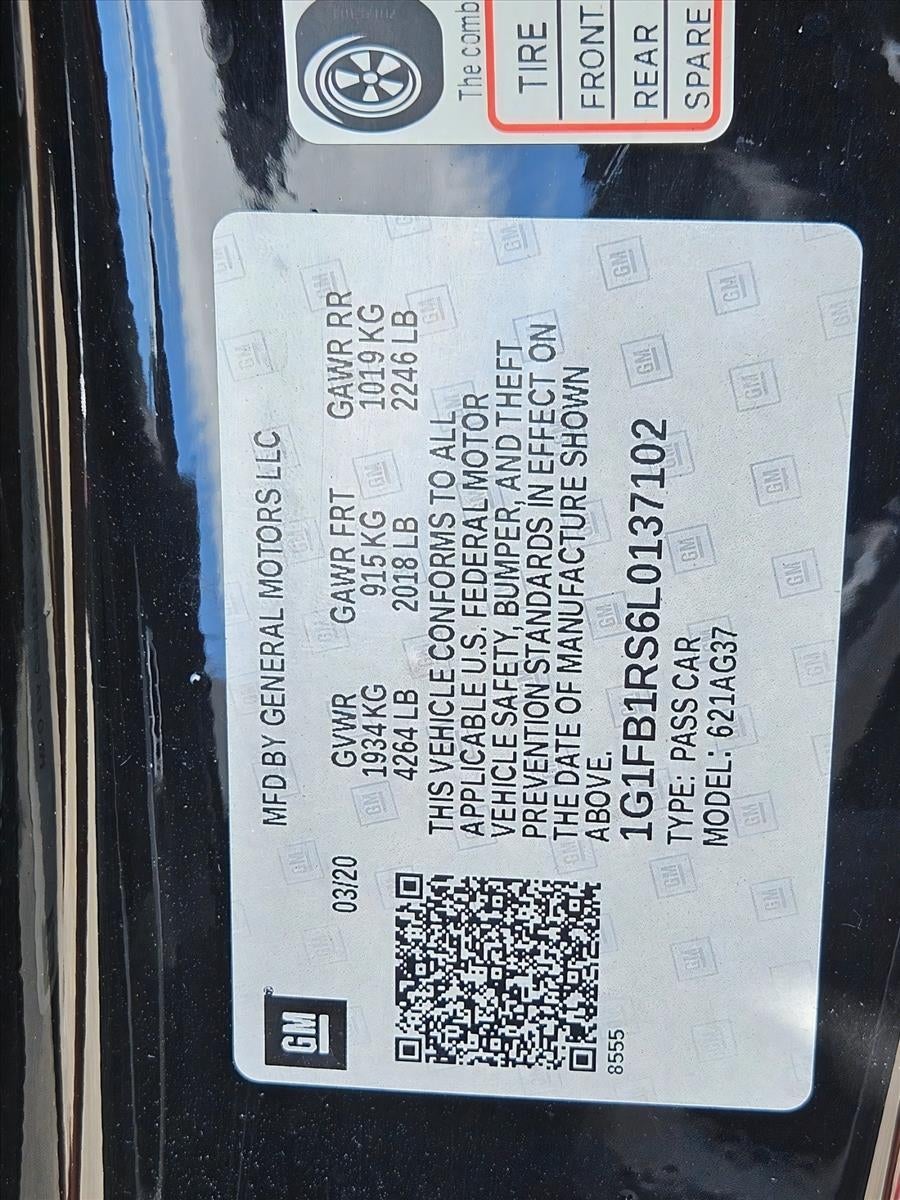 GM
MFD BY GENERAL MOTORS LLC
03/20
GVWR GAWR FRT GAWR RR
1934 KG 915 KG 1019 KG
4264 LB 2018 LB 2246 LB
THIS VEHICLE CONFORMS TO ALL
APPLICABLE U.S. FEDERAL MOTOR
VEHICLE SAFETY, BUMPER, AND THEFT
PREVENTION STANDARDS IN EFFECT ON
THE DATE OF MANUFACTURE SHOWN
ABOVE.
8555
1G1FB1RS6L0137102
TYPE: PASS CAR
MODEL: 621AG37
The comb
TIRE
FRONT
REAR
SPARE